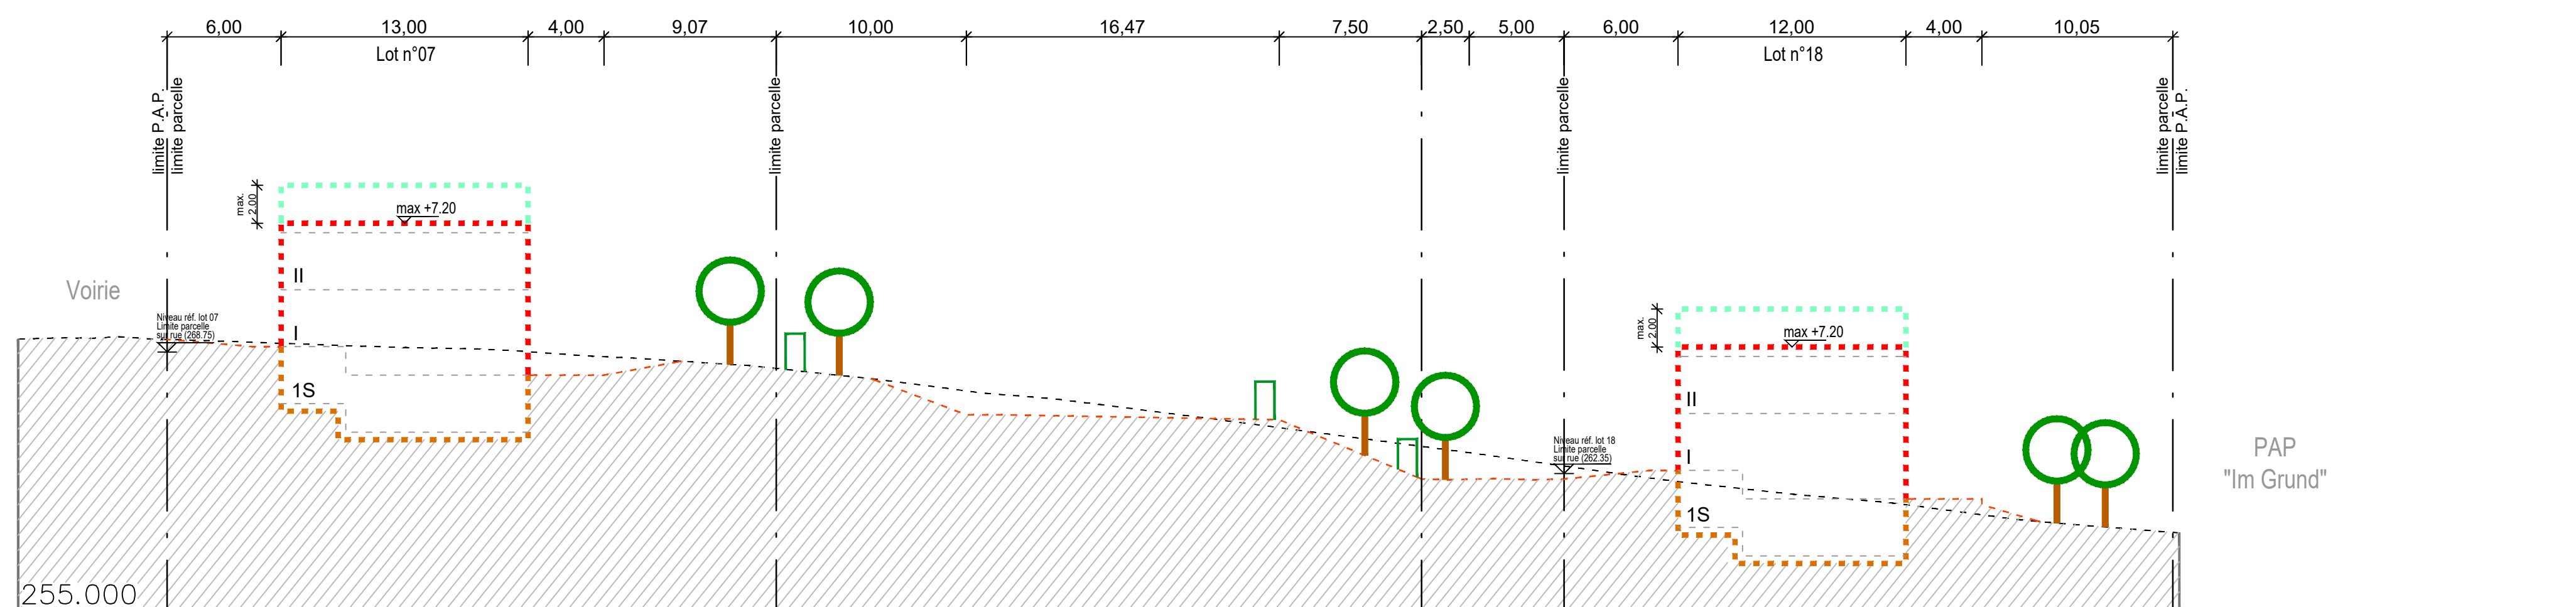 6,00
13,00
4,00
9,07
10,00
16,47
7,50
2,50
5,00
6,00
12,00
4,00
10,05
Lot n°07
Lot n°18
limite P.A.P.
limite parcelle
limite parcelle
limite parcelle
limite parcelle
limite P.A.P.
max.
2.00
max +7.20
II
I
1S
Voirie
Niveau réf. lot 07
Limite parcelle
sur rue (268.75)
max.
2.00
max +7.20
II
I
1S
Niveau réf. lot 18
Limite parcelle
sur rue (262.35)
PAP
"Im Grund"
255.000